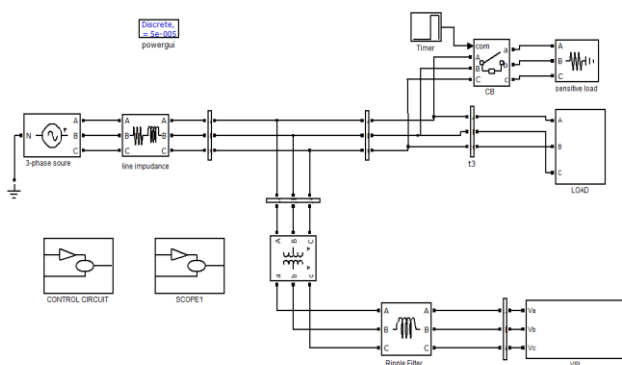 Discrete,
= 5e-005
powergui
Timer
com
A
B
C
a
b
c
CB
A
B
C
sensitive load
N
A
B
C
3-phase soure
A
B
C
A
B
C
line impudance
t3
A
B
C
LOAD
A
B
C
a
b
c
CONTROL CIRCUIT
SCOPE1
A
B
C
A
B
C
Ripple Filter
Va
Vb
Vc
VSI